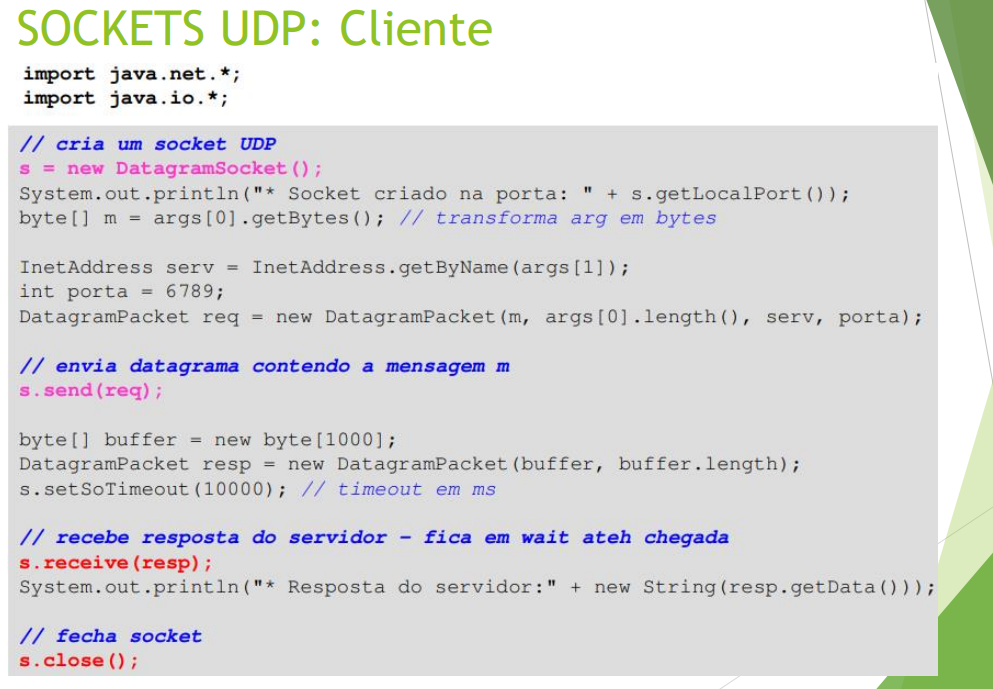 SOCKETS UDP: Cliente
import java.net.*;
import java.io.*;
// cria um socket UDP
s = new DatagramSocket();
System.out.println("* Socket criado na porta: " + s.getLocalPort());
byte[] m = args[0].getBytes(); // transforma arg em bytes
InetAddress serv = InetAddress.getByName(args[1]);
int porta = 6789;
DatagramPacket req = new DatagramPacket(m, args[0].length(), serv, porta);
// envia datagrama contendo a mensagem m
s.send(req);
byte[] buffer = new byte[1000];
DatagramPacket resp = new DatagramPacket(buffer, buffer.length);
s.setSoTimeout(10000); // timeout em ms
// recebe resposta do servidor – fica em wait ateh chegada
s.receive(resp);
System.out.println("* Resposta do servidor:" + new String(resp.getData()));
// fecha socket
s.close();